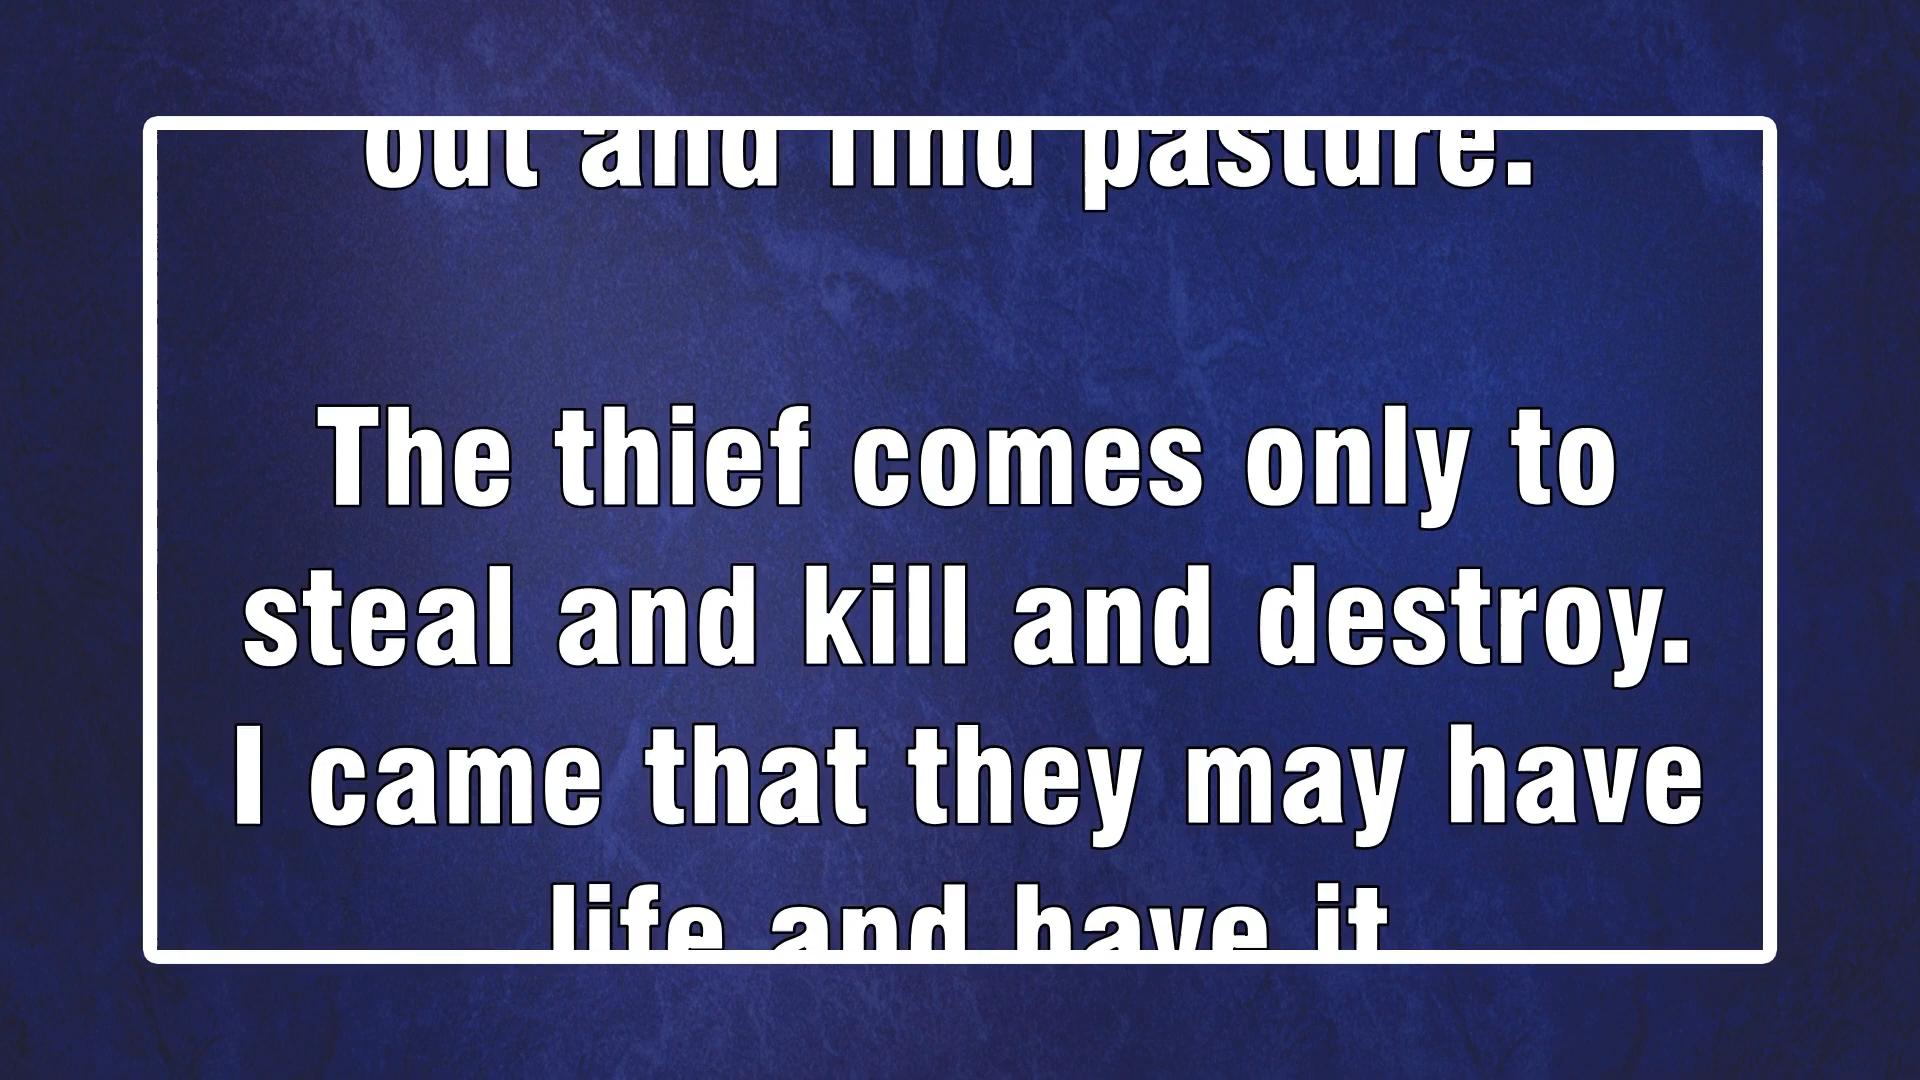 out and find pasture.
The thief comes only to
steal and kill and destroy.
I came that they may have
life and have it